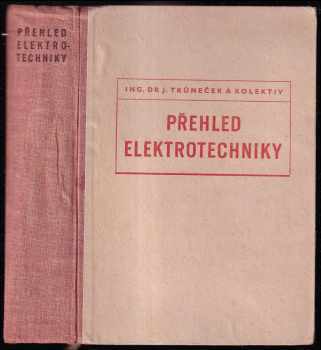 PŘEHLED
ELEKTRO-
TECHNIKY
ING. DR J. TRŮNEČEK A KOLEKTIV
PŘEHLED
ELEKTROTECHNIKY